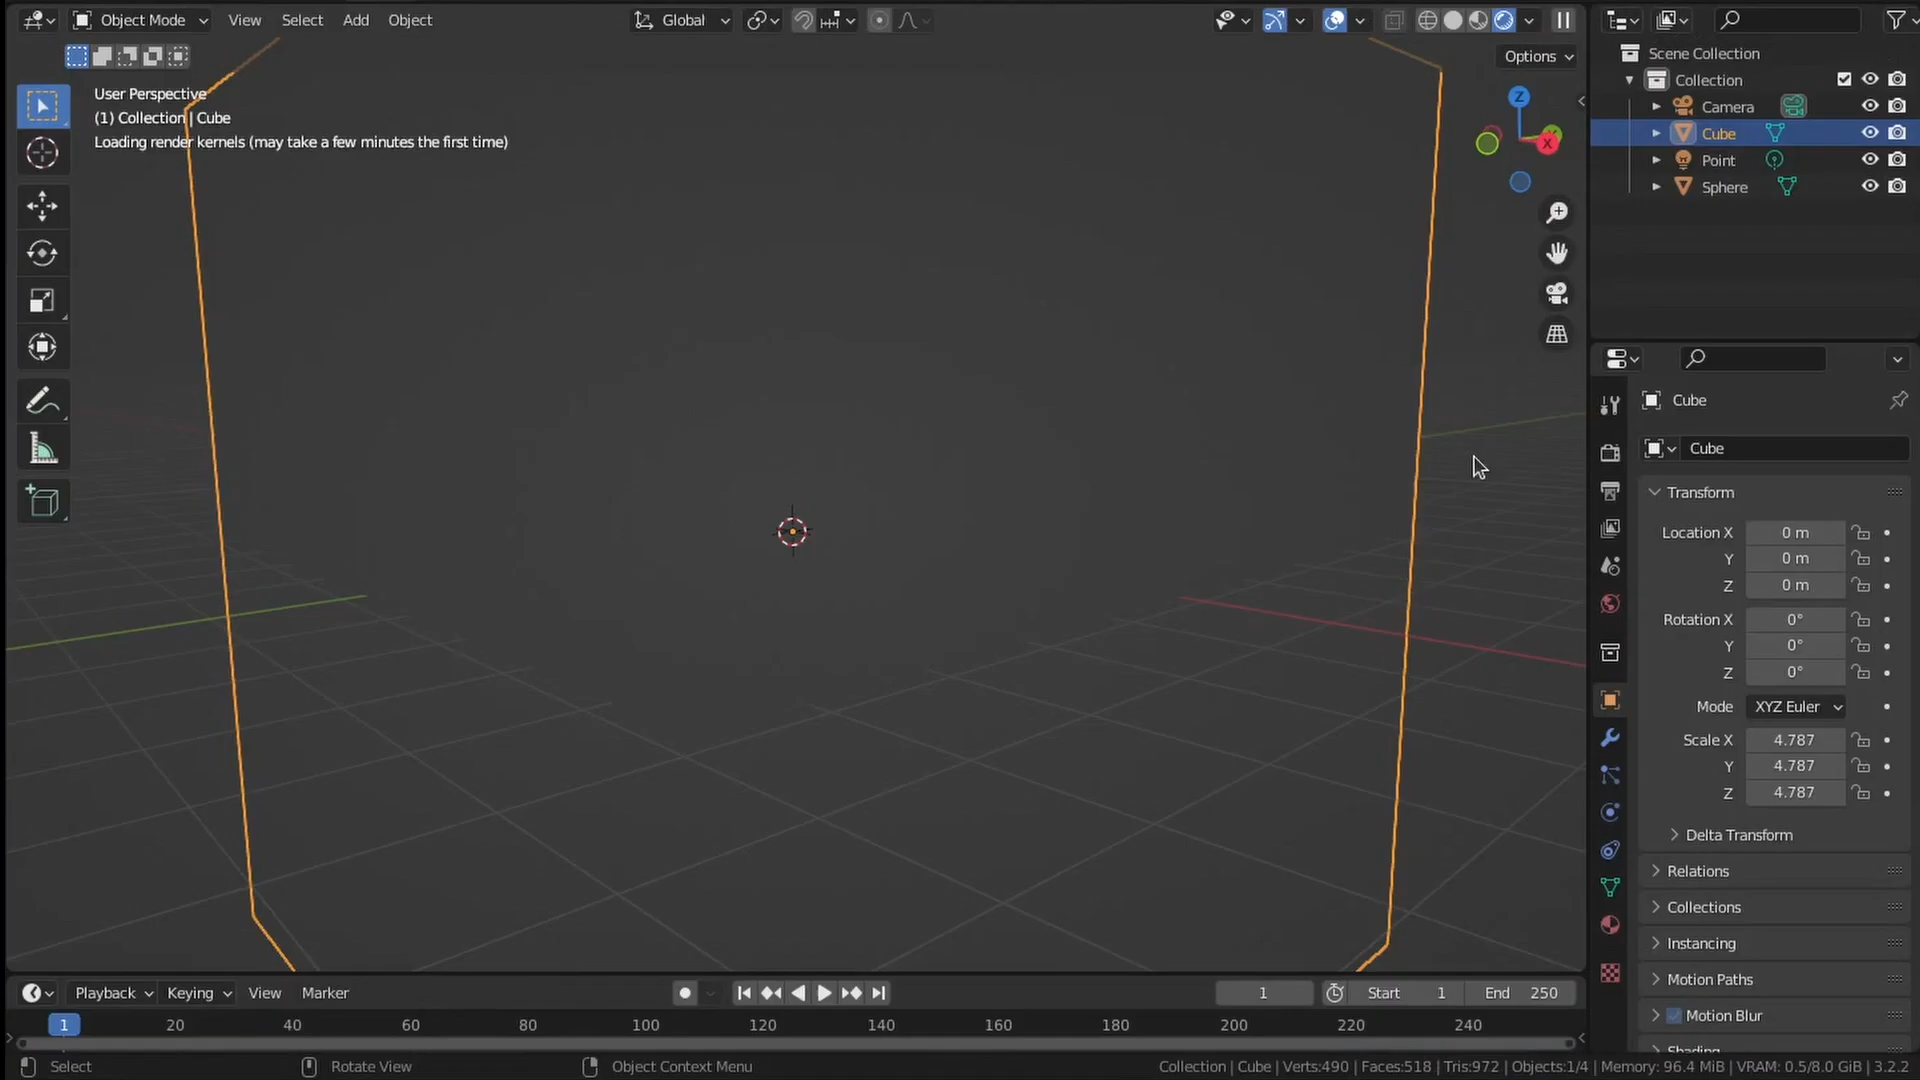 Object Mode View Select Add Object Global
Options
User Perspective
(1) Collection | Cube
Loading render kernels (may take a few minutes the first time)
Z
X
Scene Collection
Collection
Camera
Cube
Point
Sphere
Cube
Cube
Transform
Location X 0 m
Y 0 m
Z 0 m
Rotation X 0°
Y 0°
Z 0°
Mode XYZ Euler
Scale X 4.787
Y 4.787
Z 4.787
Delta Transform
Relations
Collections
Instancing
Motion Paths
Motion Blur
Shading
Playback Keying View Marker 1 Start 1 End 250
1 20 40 60 80 100 120 140 160 180 200 220 240
Select Rotate View Object Context Menu Collection | Cube | Verts:490 | Faces:518 | Tris:972 | Objects:1/4 | Memory: 96.4 MiB | VRAM: 0.5/8.0 GiB | 3.2.2